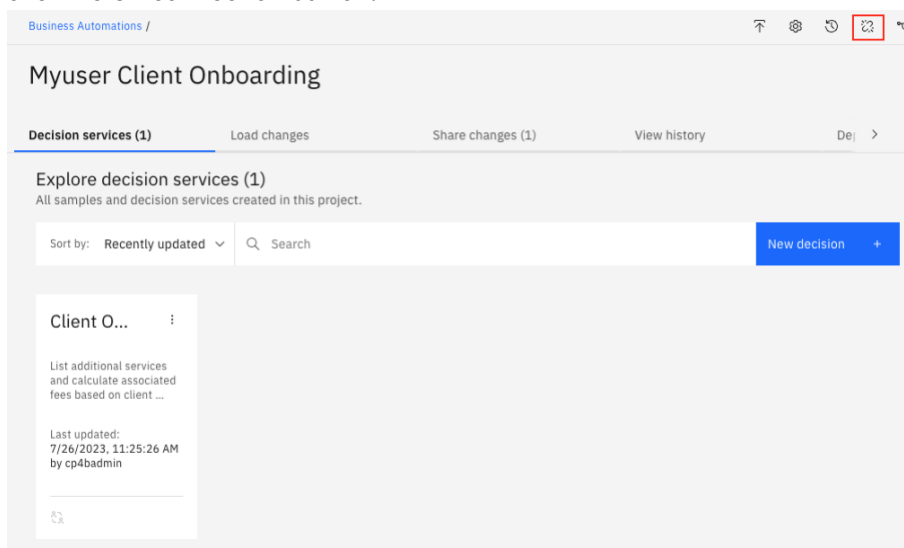 Business Automations /
Myuser Client Onboarding
Decision services (1) Load changes Share changes (1) View history De
Explore decision services (1)
All samples and decision services created in this project.
Sort by: Recently updated Search New decision +
Client O...
List additional services
and calculate associated
fees based on client ...
Last updated:
7/26/2023, 11:25:26 AM
by cp4badmin